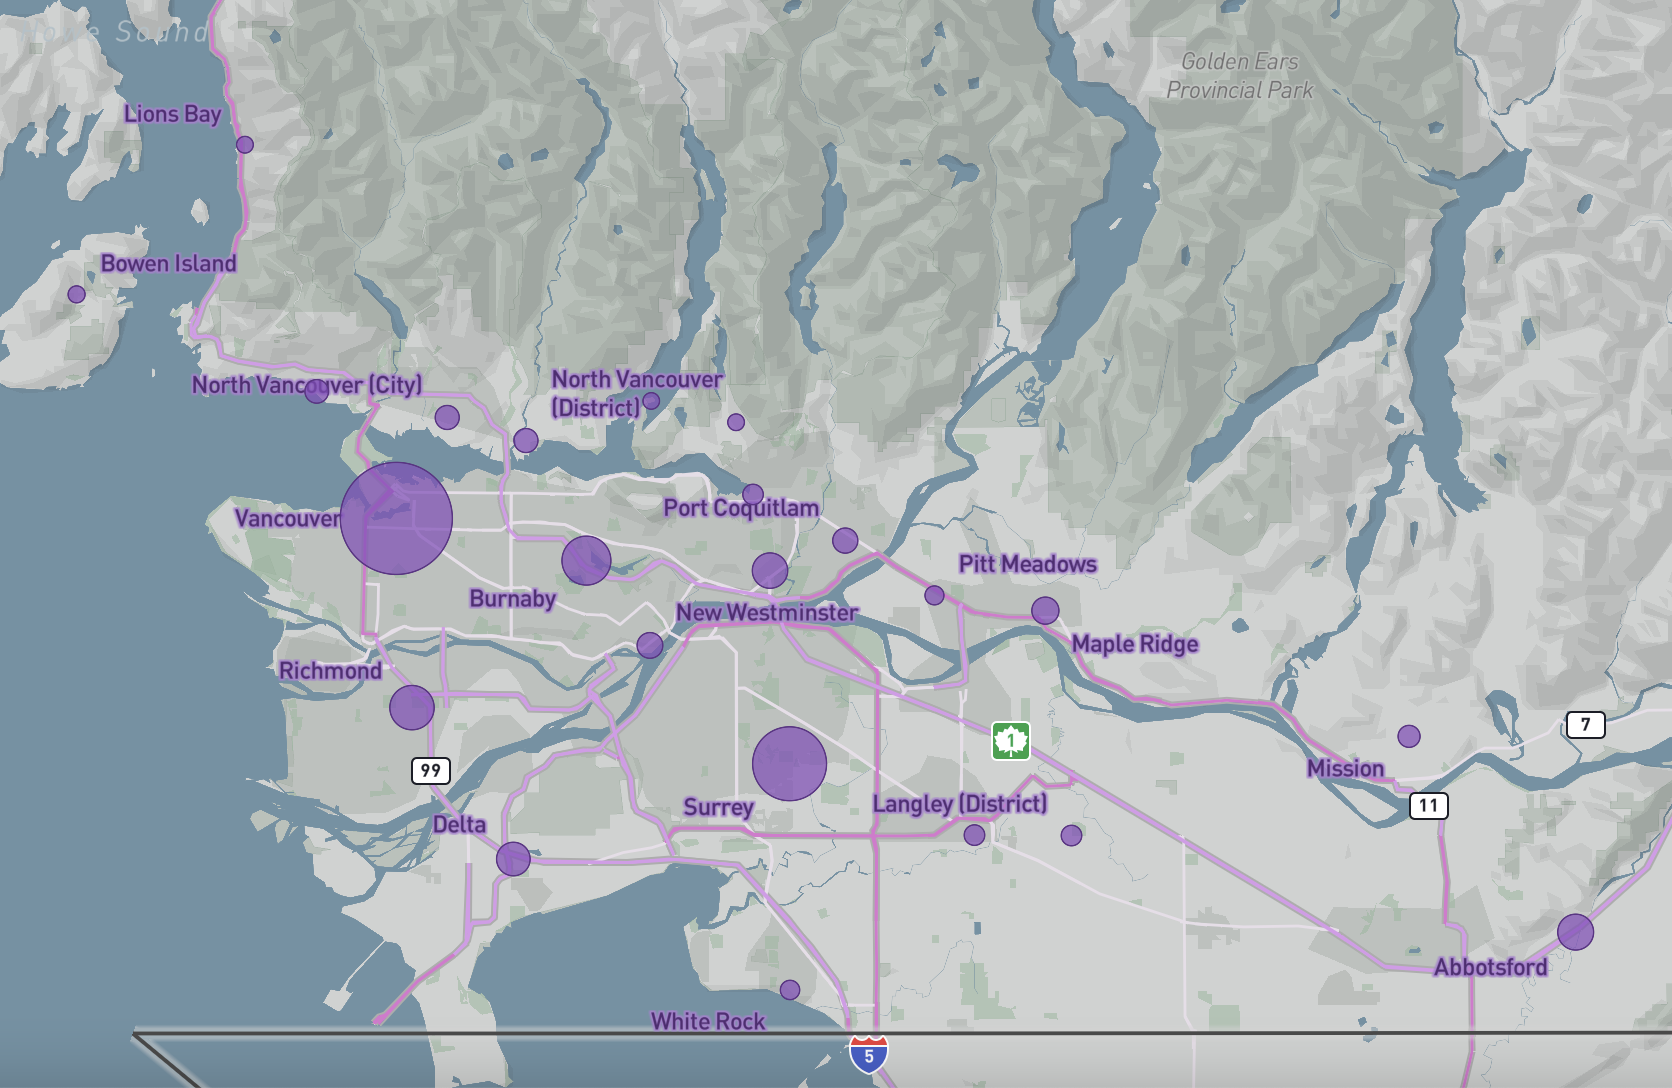 Howe Sound
Golden Ears
Provincial Park
Lions Bay
Bowen Island
North Vancouver (City)
North Vancouver
(District)
Vancouver
Port Coquitlam
Pitt Meadows
Burnaby
New Westminster
Maple Ridge
Richmond
7
1
99
Mission
Surrey
Langley (District)
11
Delta
Abbotsford
White Rock
5